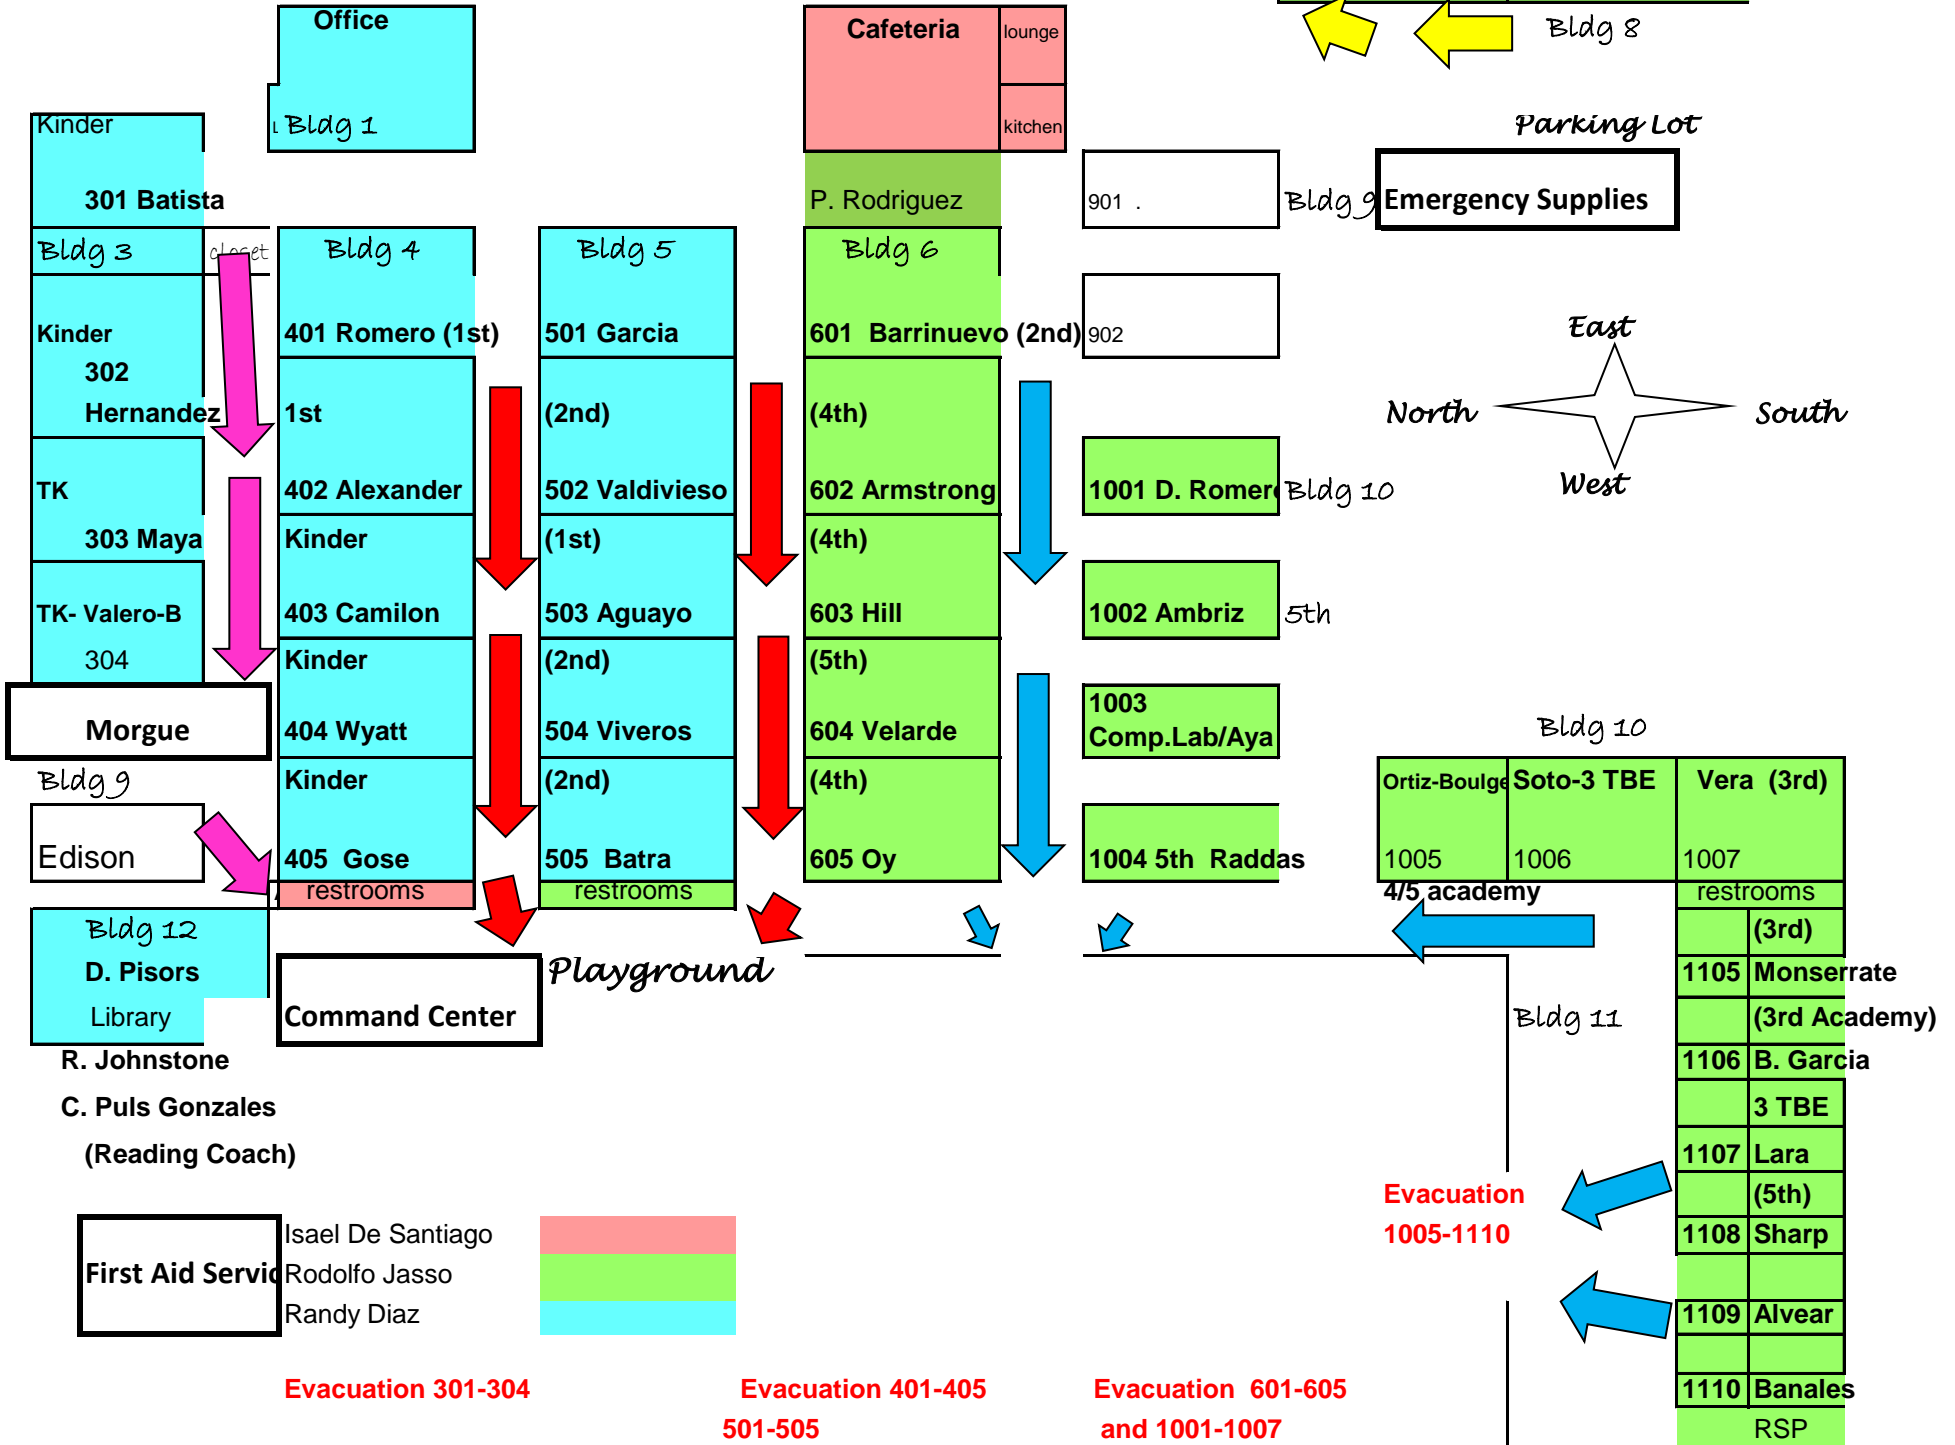 Office
Cafeteria
lounge
Bldg 8
Kinder
L Bldg 1
kitchen
Parking Lot
301 Batista
P. Rodriguez
901 .
Bldg 9
Emergency Supplies
Bldg 3
closet
Bldg 4
Bldg 5
Bldg 6
Kinder
401 Romero (1st)
501 Garcia
601 Barrinuevo (2nd)
902
East
302
Hernandez
1st
(2nd)
(4th)
North
South
TK
402 Alexander
502 Valdivieso
602 Armstrong
1001 D. Romero
Bldg 10
West
303 Maya
Kinder
(1st)
(4th)
TK- Valero-B
403 Camilon
503 Aguayo
603 Hill
1002 Ambriz
5th
304
Kinder
(2nd)
(5th)
1003
Comp.Lab/Aya
Morgue
404 Wyatt
504 Viveros
604 Velarde
Bldg 10
Bldg 9
Kinder
(2nd)
(4th)
Ortiz-Boulge
Soto-3 TBE
Vera (3rd)
Edison
405 Gose
505 Batra
605 Oy
1004 5th Raddas
1005
1006
1007
restrooms
restrooms
4/5 academy
restrooms
Bldg 12
(3rd)
D. Pisors
Playground
1105 Monserrate
Library
Command Center
Bldg 11
(3rd Academy)
R. Johnstone
1106 B. Garcia
C. Puls Gonzales
3 TBE
(Reading Coach)
1107 Lara
Evacuation
(5th)
1005-1110
1108 Sharp
First Aid Servic
Isael De Santiago
Rodolfo Jasso
Randy Diaz
1109 Alvear
Evacuation 301-304
Evacuation 401-405
Evacuation 601-605
1110 Banales
501-505
and 1001-1007
RSP